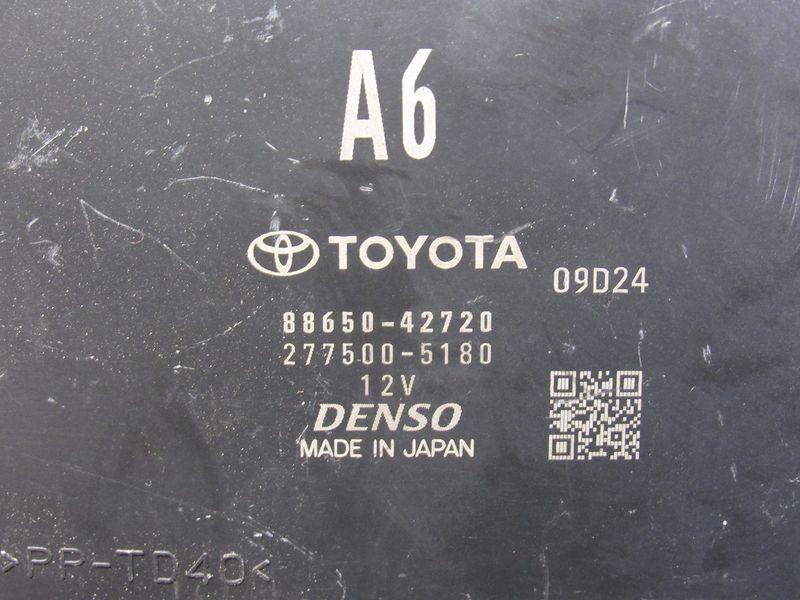 A6
TOYOTA
09D24
88650-42720
277500-5180
12V
DENSO
MADE IN JAPAN
>PP-TD40<